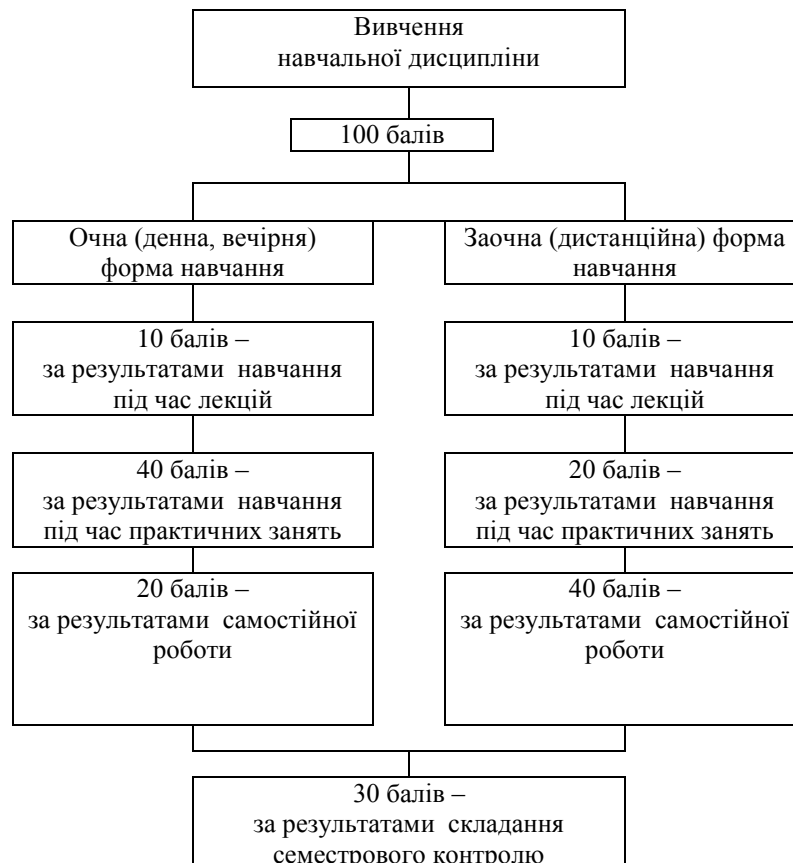 Вивчення
навчальної дисципліни
100 балів
Очна (денна, вечірня)
форма навчання
Заочна (дистанційна) форма
навчання
10 балів –
за результатами навчання
під час лекцій
10 балів –
за результатами навчання
під час лекцій
40 балів –
за результатами навчання
під час практичних занять
20 балів –
за результатами навчання
під час практичних занять
20 балів –
за результатами самостійної
роботи
40 балів –
за результатами самостійної
роботи
30 балів –
за результатами складання
семестрового контролю